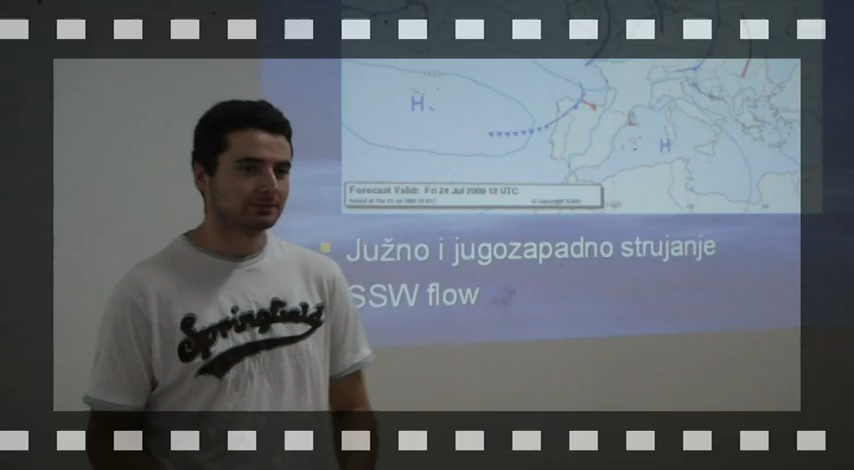 H
H
Forecast Valid: Fri 24 Jul 2009 12 UTC
Južno i jugozapadno strujanje
SSW flow
Springfield